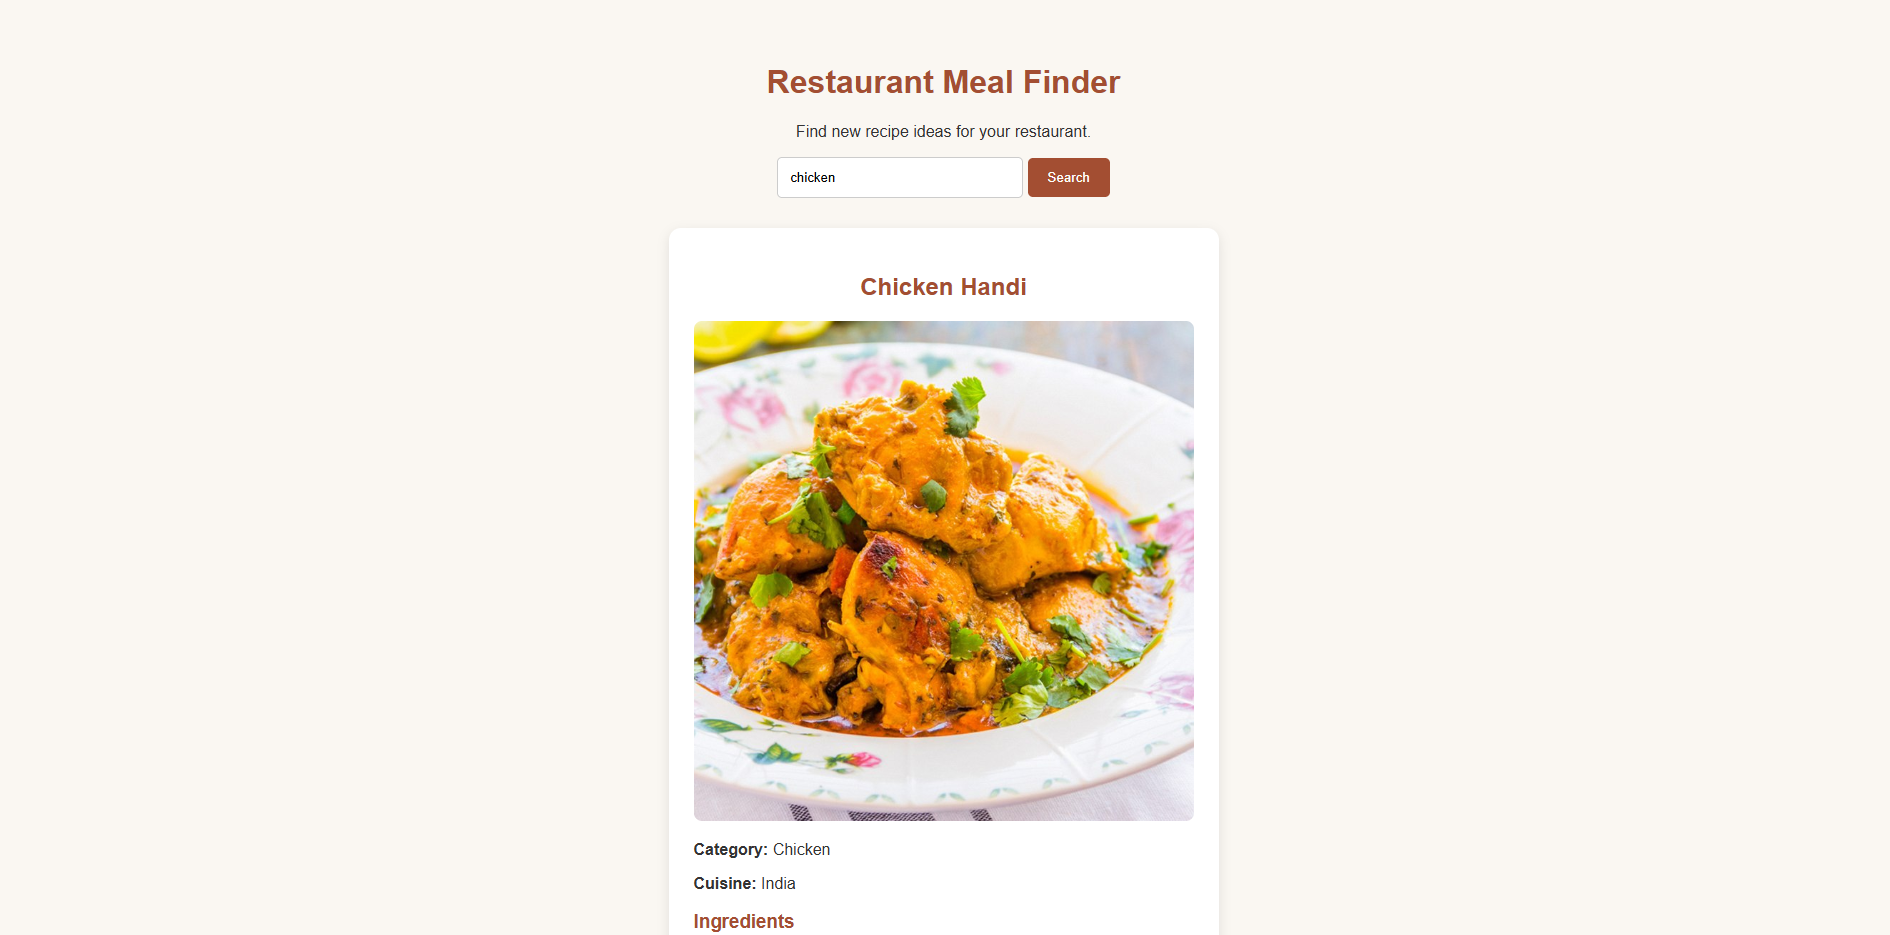 Restaurant Meal Finder
Find new recipe ideas for your restaurant.
chicken Search
Chicken Handi
Category: Chicken
Cuisine: India
Ingredients